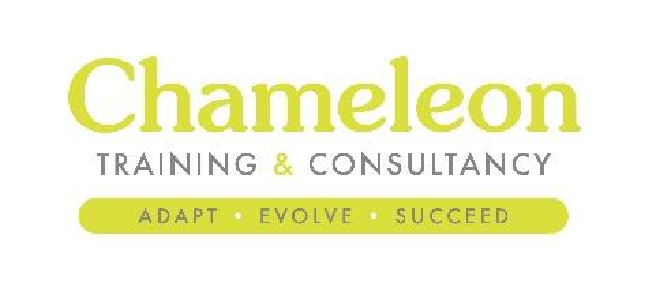 Chameleon
TRAINING & CONSULTANCY
ADAPT • EVOLVE • SUCCEED